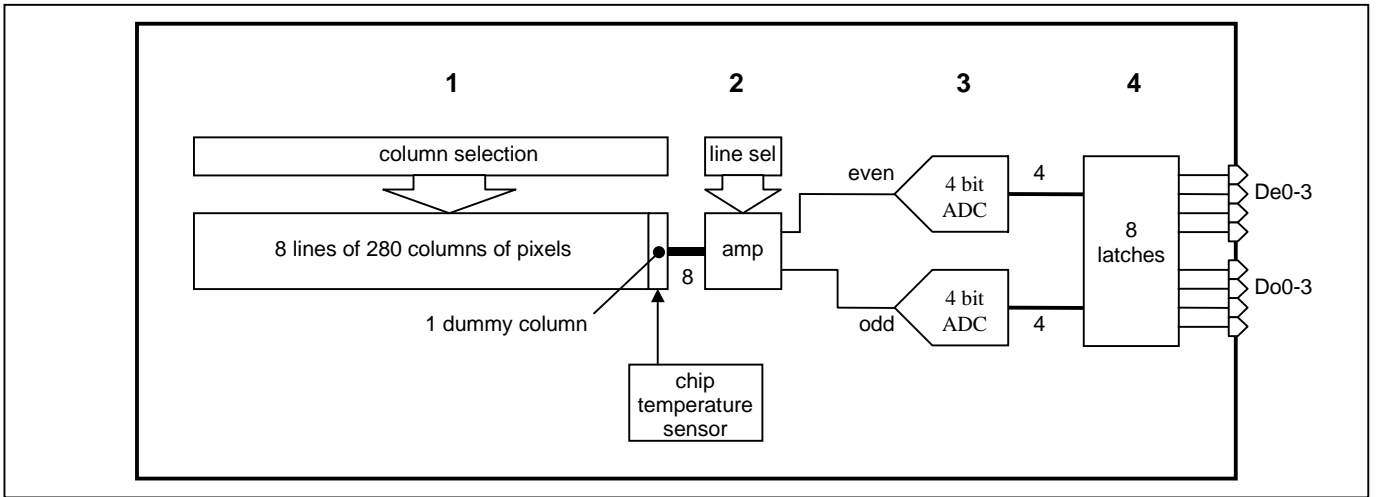 1 2 3 4
column selection
line sel
even
4 bit
ADC
4
De0-3
8 lines of 280 columns of pixels
amp
8
latches
8
1 dummy column
odd
4 bit
ADC
4
Do0-3
chip
temperature
sensor